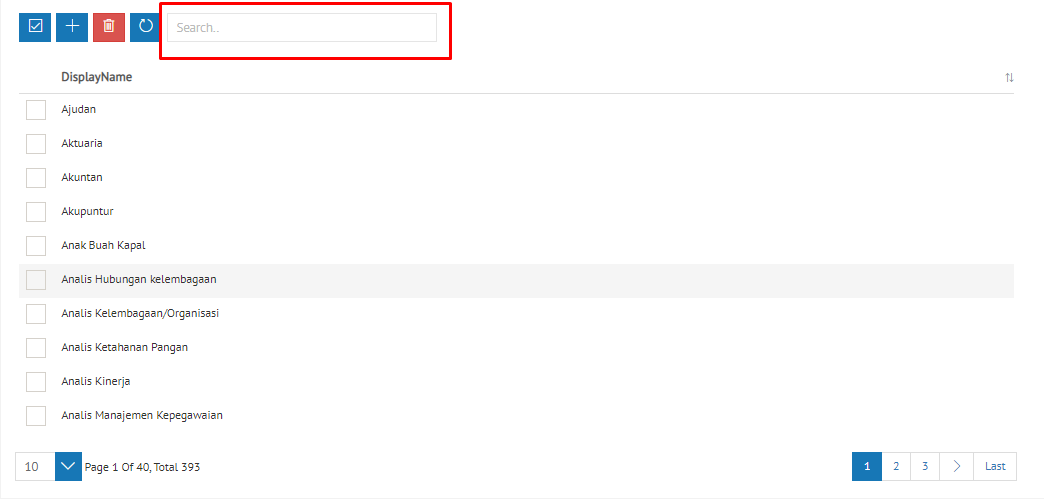 Search..
DisplayName
Ajudan
Aktuaria
Akuntan
Akupuntur
Anak Buah Kapal
Analis Hubungan kelembagaan
Analis Kelembagaan/Organisasi
Analis Ketahanan Pangan
Analis Kinerja
Analis Manajemen Kepegawaian
10 Page 1 Of 40, Total 393 1 2 3 Last